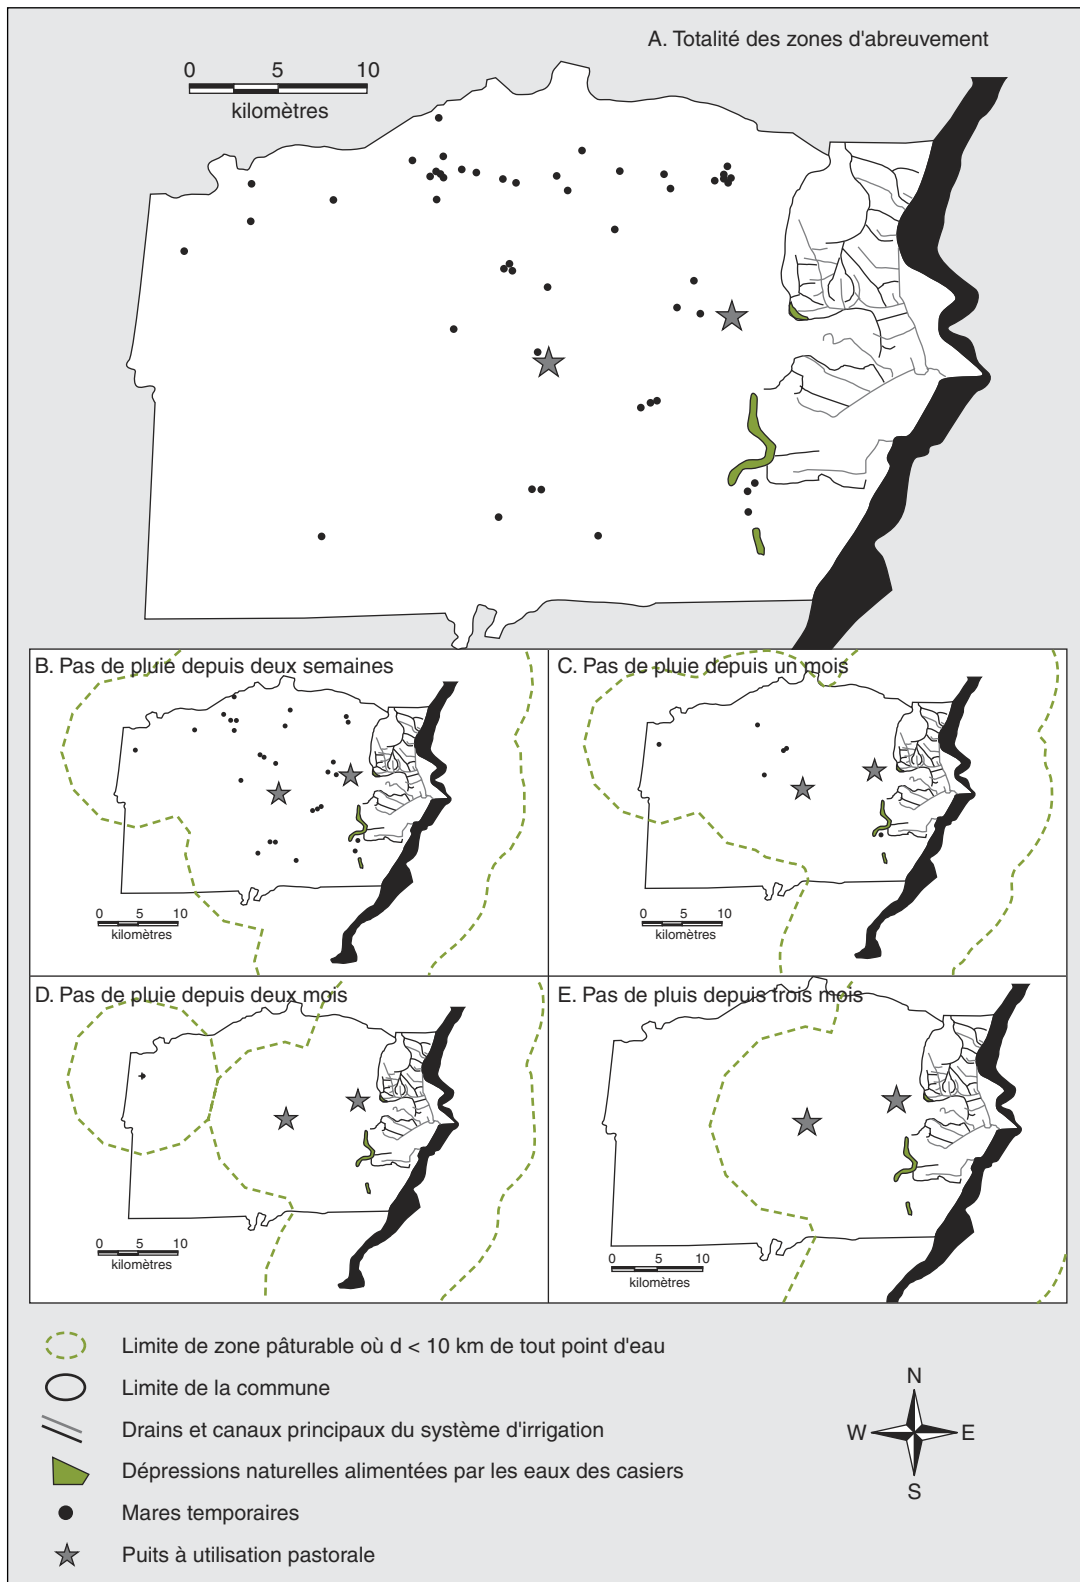 A. Totalité des zones d'abreuvement
0 5 10
kilomètres
B. Pas de pluie depuis deux semaines
0 5 10
kilomètres
C. Pas de pluie depuis un mois
0 5 10
kilomètres
D. Pas de pluie depuis deux mois
0 5 10
kilomètres
E. Pas de pluis depuis trois mois
0 5 10
kilomètres
Limite de zone pâturable où d < 10 km de tout point d'eau
Limite de la commune
Drains et canaux principaux du système d'irrigation
Dépressions naturelles alimentées par les eaux des casiers
Mares temporaires
Puits à utilisation pastorale
N
W E
S